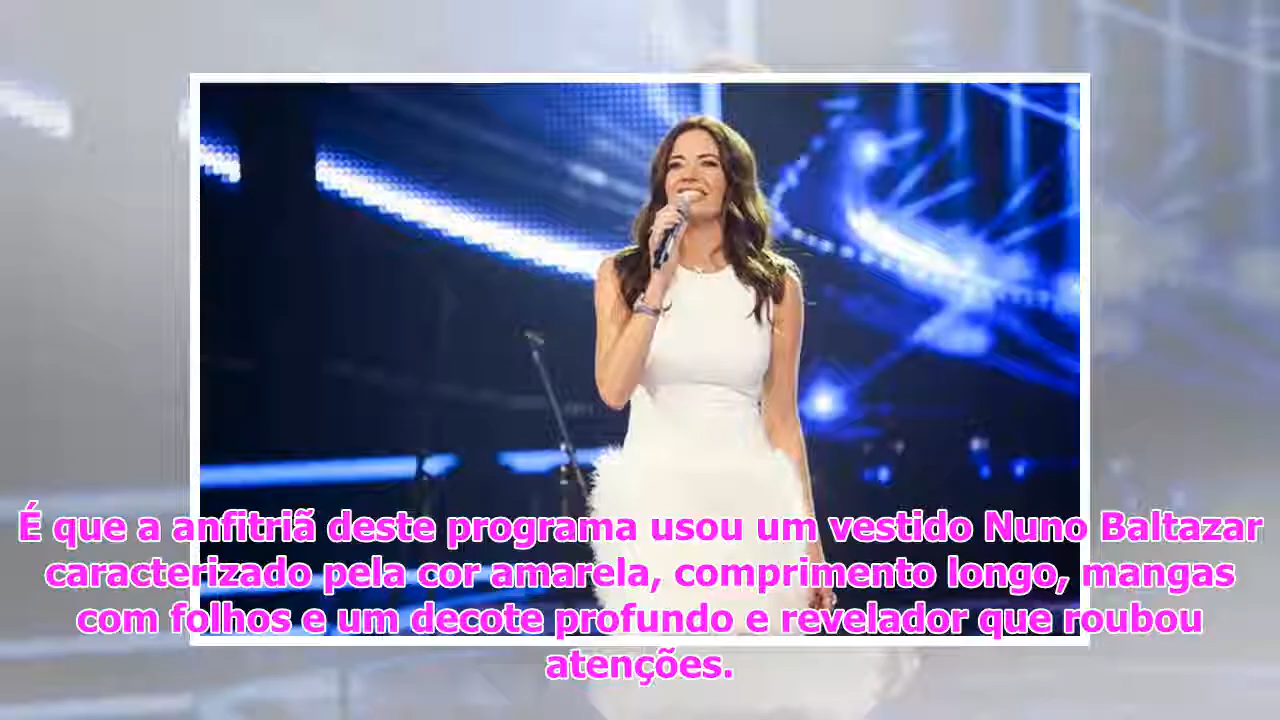 É que a anfitriã deste programa usou um vestido Nuno Baltazar
caracterizado pela cor amarela, comprimento longo, mangas
com folhos e um decote profundo e revelador que roubou
atenções.